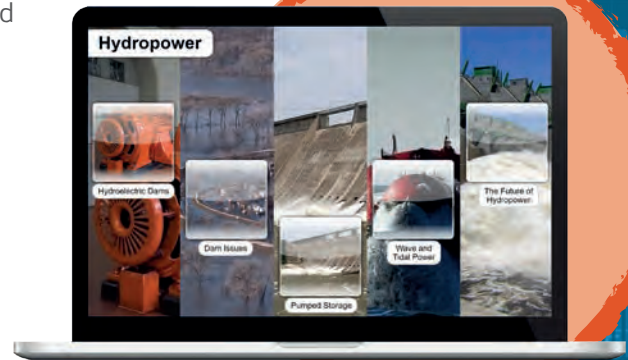 d
Hydropower
Hydroelectric Dams
Dam Issues
Pumped Storage
Wave and
Tidal Power
The Future of
Hydropower